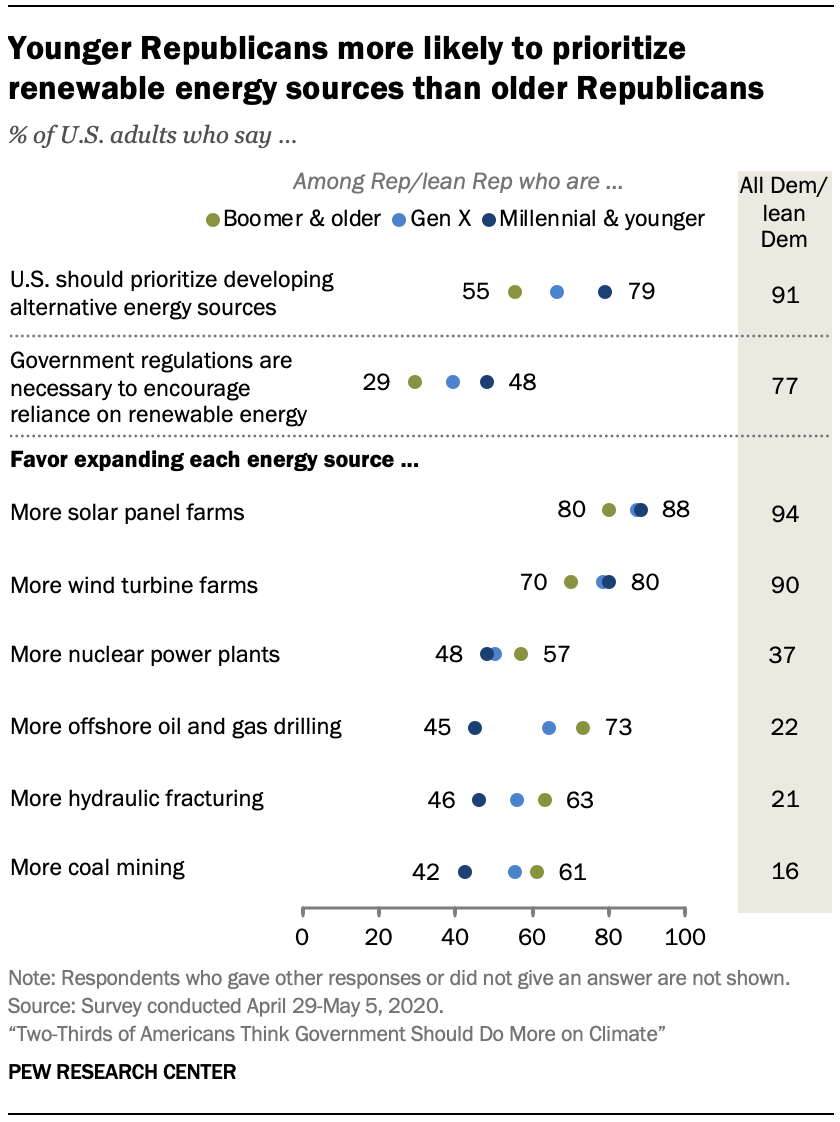 Younger Republicans more likely to prioritize
renewable energy sources than older Republicans
% of U.S. adults who say ...
Among Rep/lean Rep who are ...
Boomer & older Gen X Millennial & younger
All Dem/
lean
Dem
U.S. should prioritize developing
alternative energy sources
55 79 91
Government regulations are
necessary to encourage
reliance on renewable energy
29 48 77
Favor expanding each energy source ...
More solar panel farms 80 88 94
More wind turbine farms 70 80 90
More nuclear power plants 48 57 37
More offshore oil and gas drilling 45 73 22
More hydraulic fracturing 46 63 21
More coal mining 42 61 16
0 20 40 60 80 100
Note: Respondents who gave other responses or did not give an answer are not shown.
Source: Survey conducted April 29-May 5, 2020.
“Two-Thirds of Americans Think Government Should Do More on Climate”
PEW RESEARCH CENTER